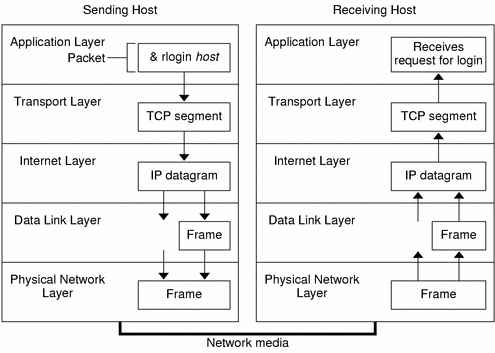 Sending Host
Receiving Host
Application Layer
Packet
& rlogin host
Transport Layer
TCP segment
Internet Layer
IP datagram
Data Link Layer
Frame
Physical Network
Layer
Frame
Application Layer
Receives
request for login
Transport Layer
TCP segment
Internet Layer
IP datagram
Data Link Layer
Frame
Physical Network
Layer
Frame
Network media